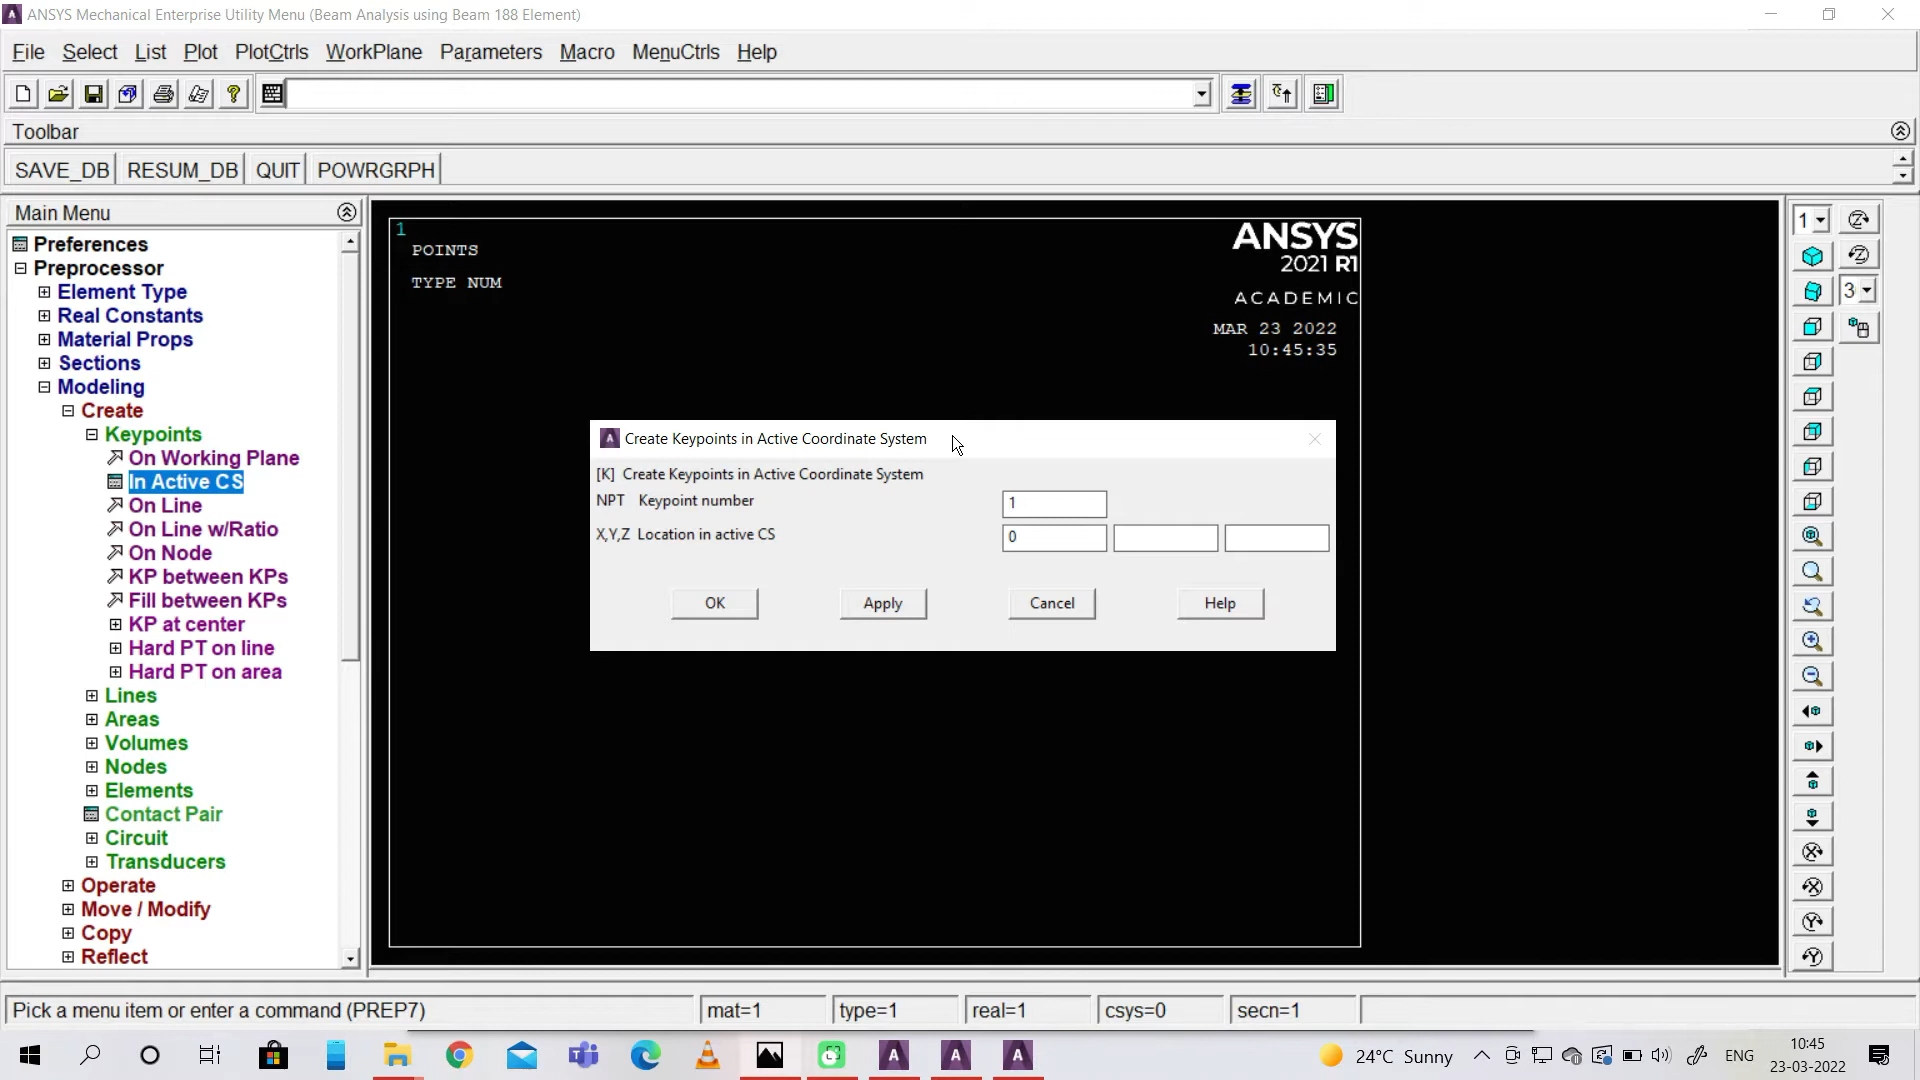 ANSYS Mechanical Enterprise Utility Menu (Beam Analysis using Beam 188 Element)
File Select List Plot PlotCtrls WorkPlane Parameters Macro MenuCtrls Help
Toolbar
SAVE_DB RESUM_DB QUIT POWRGRPH
Main Menu
Preferences
Preprocessor
Element Type
Real Constants
Material Props
Sections
Modeling
Create
Keypoints
On Working Plane
In Active CS
On Line
On Line w/Ratio
On Node
KP between KPs
Fill between KPs
KP at center
Hard PT on line
Hard PT on area
Lines
Areas
Volumes
Nodes
Elements
Contact Pair
Circuit
Transducers
Operate
Move / Modify
Copy
Reflect
1
POINTS
TYPE NUM
ANSYS
2021 R1
ACADEMIC
MAR 23 2022
10:45:35
Create Keypoints in Active Coordinate System
[K] Create Keypoints in Active Coordinate System
NPT Keypoint number 1
X,Y,Z Location in active CS 0
OK Apply Cancel Help
1
3
Pick a menu item or enter a command (PREP7) mat=1 type=1 real=1 csys=0 secn=1
24°C Sunny ENG 10:45
23-03-2022